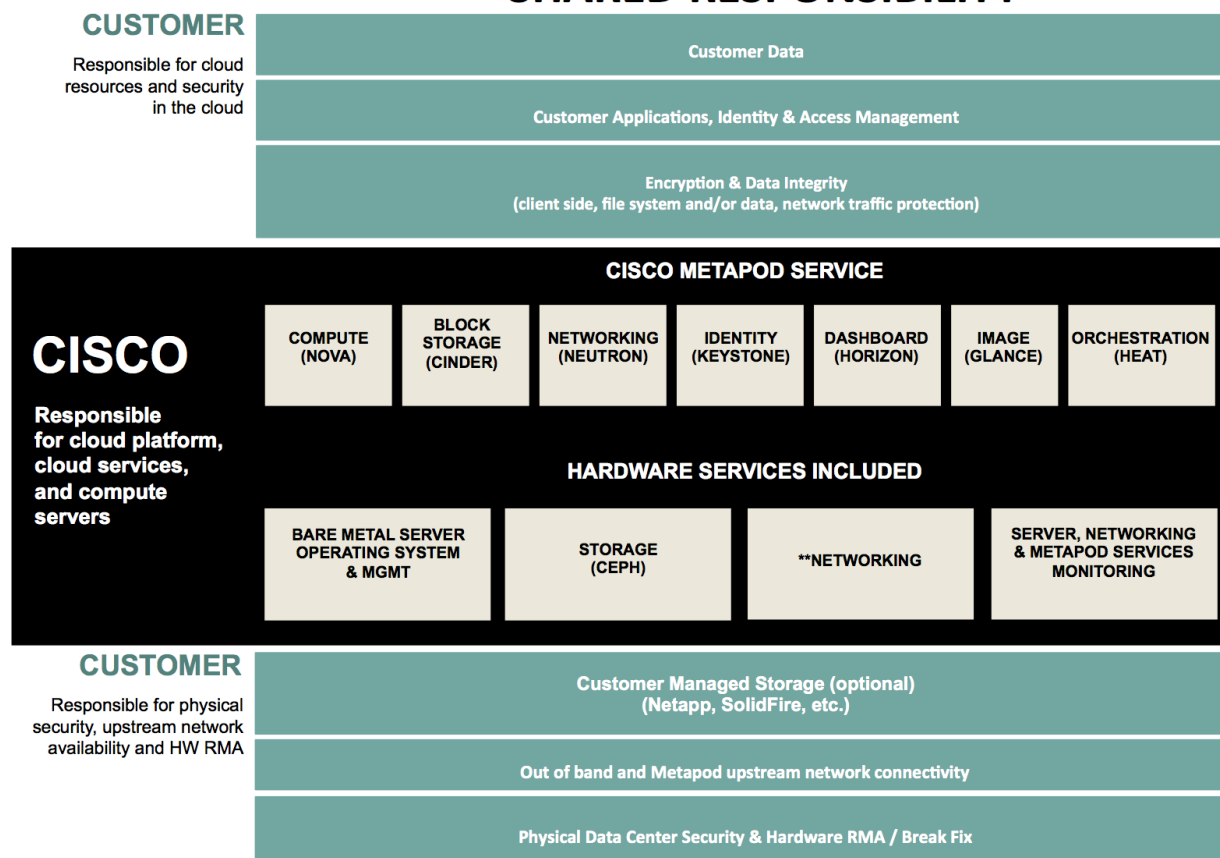 SHARED RESPONSIBILITY
CUSTOMER
Responsible for cloud
resources and security
in the cloud
Customer Data
Customer Applications, Identity & Access Management
Encryption & Data Integrity
(client side, file system and/or data, network traffic protection)
CISCO
Responsible
for cloud platform,
cloud services,
and compute
servers
CISCO METAPOD SERVICE
COMPUTE
(NOVA)
BLOCK
STORAGE
(CINDER)
NETWORKING
(NEUTRON)
IDENTITY
(KEYSTONE)
DASHBOARD
(HORIZON)
IMAGE
(GLANCE)
ORCHESTRATION
(HEAT)
HARDWARE SERVICES INCLUDED
BARE METAL SERVER
OPERATING SYSTEM
& MGMT
STORAGE
(CEPH)
**NETWORKING
SERVER, NETWORKING
& METAPOD SERVICES
MONITORING
CUSTOMER
Responsible for physical
security, upstream network
availability and HW RMA
Customer Managed Storage (optional)
(Netapp, SolidFire, etc.)
Out of band and Metapod upstream network connectivity
Physical Data Center Security & Hardware RMA / Break Fix